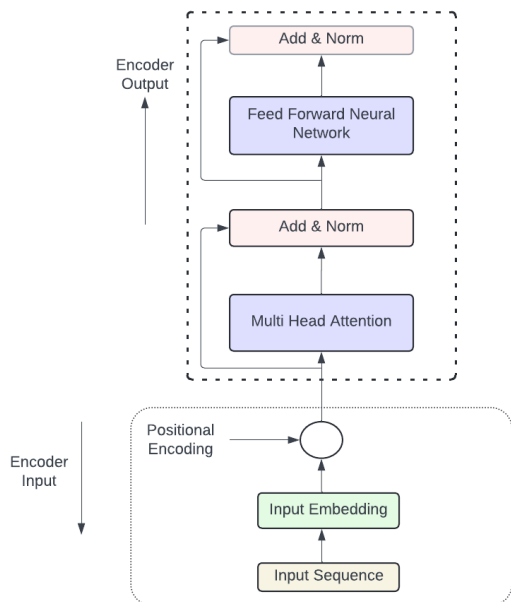 Add & Norm
Encoder
Output
Feed Forward Neural
Network
Add & Norm
Multi Head Attention
Positional
Encoding
Encoder
Input
Input Embedding
Input Sequence